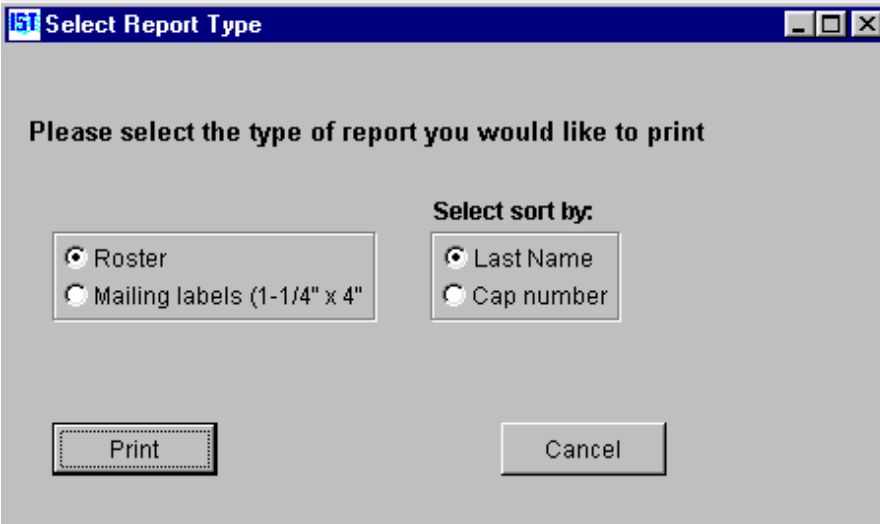 IST Select Report Type
Please select the type of report you would like to print
Select sort by:
Roster
Last Name
Mailing labels (1-1/4" x 4"
Cap number
Print
Cancel